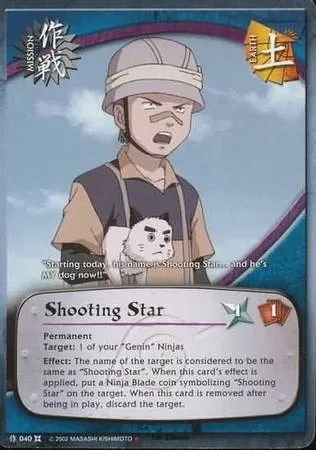 MISSION
作戦
EARTH
土
"Starting today, his name is Shooting Star... and he's
MY dog now!!"
Shooting Star
1
1
Permanent
Target: 1 of your "Genin" Ninjas
Effect: The name of the target is considered to be the
same as "Shooting Star". When this card's effect is
applied, put a Ninja Blade coin symbolizing "Shooting
Star" on the target. When this card is removed after
being in play, discard the target.
作 040
© 2002 MASASHI KISHIMOTO